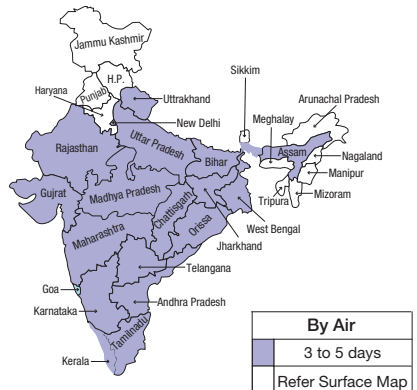 Jammu Kashmir
H.P.
Punjab
Haryana
Uttrakhand
New Delhi
Sikkim
Arunachal Pradesh
Meghalay
Assam
Nagaland
Manipur
Mizoram
Tripura
Rajasthan
Uttar Pradesh
Bihar
Gujrat
Madhya Pradesh
Chattisgarh
West Bengal
Jharkhand
Orissa
Maharashtra
Telangana
Goa
Karnataka
Andhra Pradesh
Tamilnadu
Kerala
By Air
3 to 5 days
Refer Surface Map